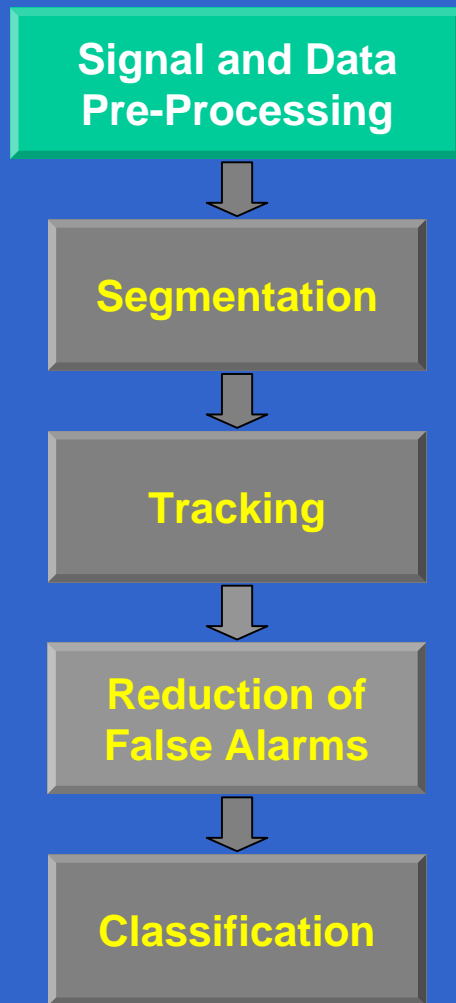 Signal and Data
Pre-Processing
Segmentation
Tracking
Reduction of
False Alarms
Classification